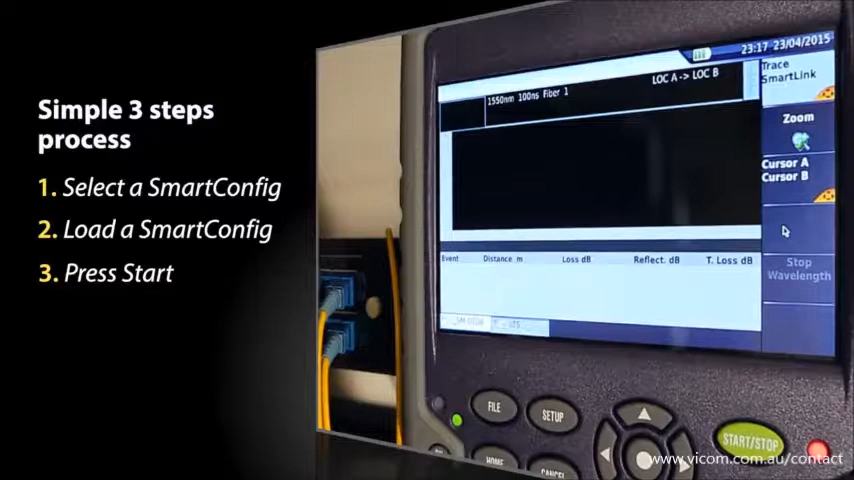 Simple 3 steps
process
1. Select a SmartConfig
2. Load a SmartConfig
3. Press Start
23:17 23/04/2015
Trace
SmartLink
1550nm 100ns Fiber 1
LOC A -> LOC B
Zoom
Cursor A
Cursor B
Event Distance m Loss dB Reflect. dB T. Loss dB
Stop
Wavelength
FILE
SETUP
START/STOP
HOME
CANCEL
www.vicom.com.au/contact